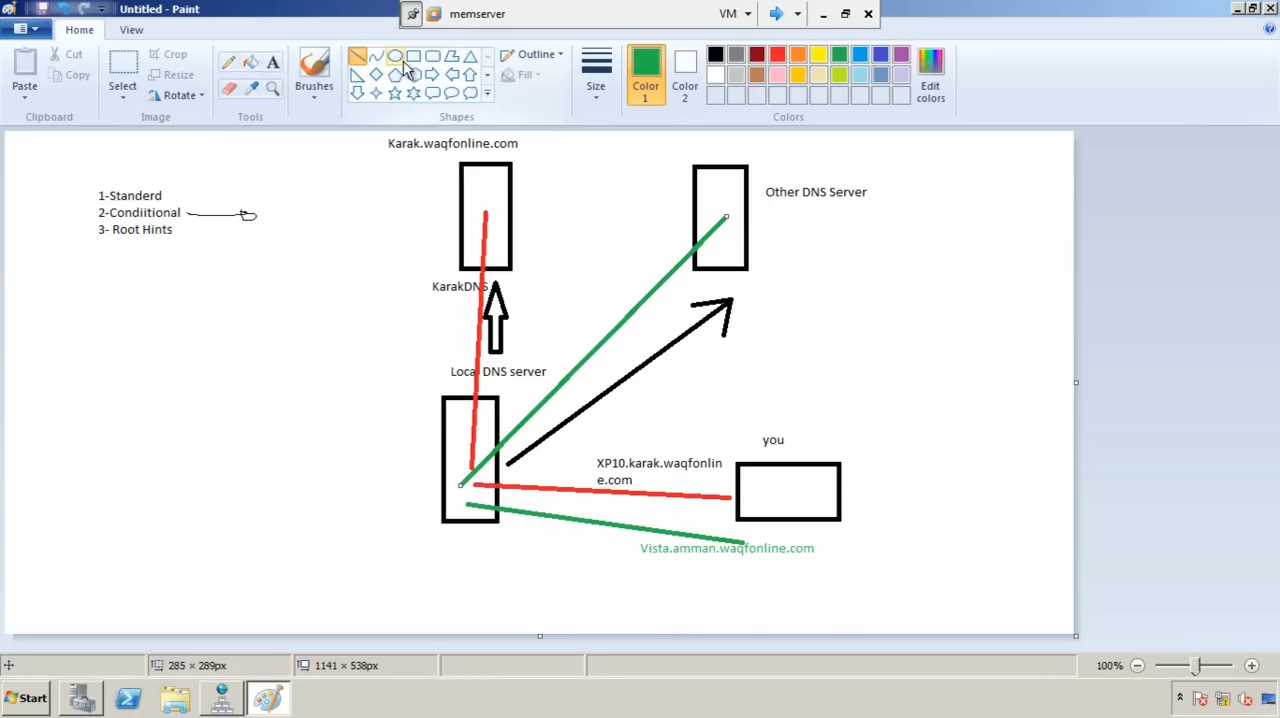 Untitled - Paint
memserver
VM
Home
View
Paste
Cut
Copy
Clipboard
Select
Crop
Resize
Rotate
Image
A
Tools
Brushes
Outline
Fill
Shapes
Size
Color
1
Color
2
Edit
colors
Colors
Karak.waqfonline.com
1-Standerd
2-Condiitional
3- Root Hints
Other DNS Server
KarakDNS
Local DNS server
you
XP10.karak.waqfonlin
e.com
Vista.amman.waqfonline.com
285 × 289px
1141 × 538px
100%
Start